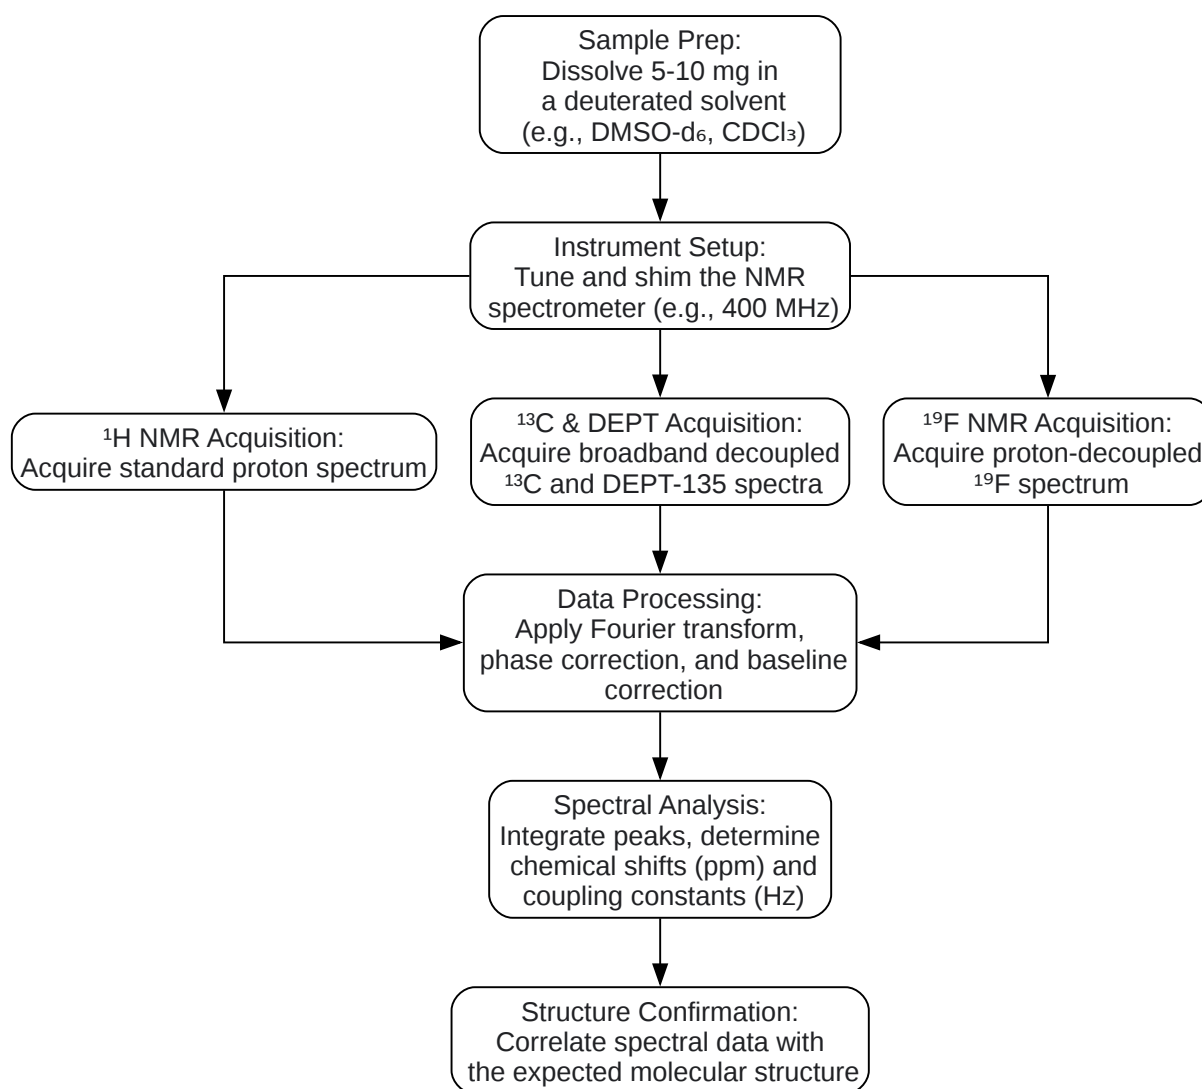 Sample Prep:
Dissolve 5-10 mg in
a deuterated solvent
(e.g., DMSO-d₆, CDCl₃)
Instrument Setup:
Tune and shim the NMR
spectrometer (e.g., 400 MHz)
¹H NMR Acquisition:
Acquire standard proton spectrum
¹³C & DEPT Acquisition:
Acquire broadband decoupled
¹³C and DEPT-135 spectra
¹⁹F NMR Acquisition:
Acquire proton-decoupled
¹⁹F spectrum
Data Processing:
Apply Fourier transform,
phase correction, and baseline
correction
Spectral Analysis:
Integrate peaks, determine
chemical shifts (ppm) and
coupling constants (Hz)
Structure Confirmation:
Correlate spectral data with
the expected molecular structure